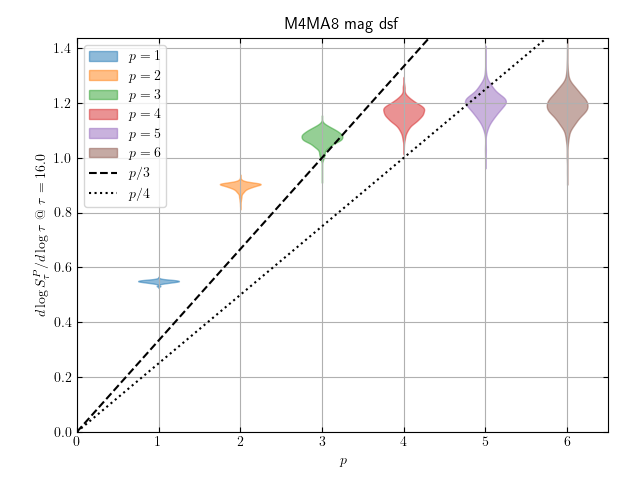 M4MA8 mag dsf
d log S_τ^P / d log τ @ τ = 16.0
1.4
1.2
1.0
0.8
0.6
0.4
0.2
0.0
p = 1
p = 2
p = 3
p = 4
p = 5
p = 6
p/3
p/4
0 1 2 3 4 5 6
p